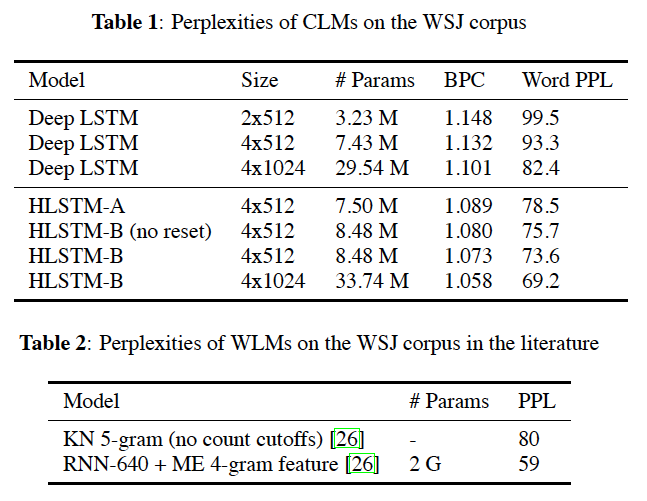 Table 1: Perplexities of CLMs on the WSJ corpus
Model Size # Params BPC Word PPL
Deep LSTM 2x512 3.23 M 1.148 99.5
Deep LSTM 4x512 7.43 M 1.132 93.3
Deep LSTM 4x1024 29.54 M 1.101 82.4
HLSTM-A 4x512 7.50 M 1.089 78.5
HLSTM-B (no reset) 4x512 8.48 M 1.080 75.7
HLSTM-B 4x512 8.48 M 1.073 73.6
HLSTM-B 4x1024 33.74 M 1.058 69.2
Table 2: Perplexities of WLMs on the WSJ corpus in the literature
Model # Params PPL
KN 5-gram (no count cutoffs) [26] - 80
RNN-640 + ME 4-gram feature [26] 2 G 59